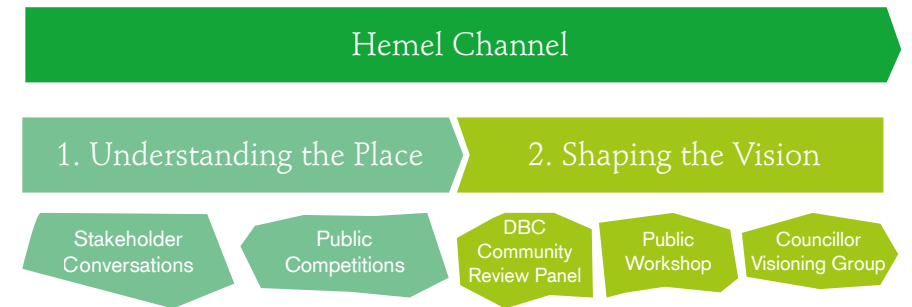 Hemel Channel
1. Understanding the Place
2. Shaping the Vision
Stakeholder
Conversations
Public
Competitions
DBC
Community
Review Panel
Public
Workshop
Councillor
Visioning Group